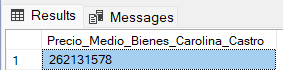 Results Messages
Precio_Medio_Bienes_Carolina_Castro
1 262131578